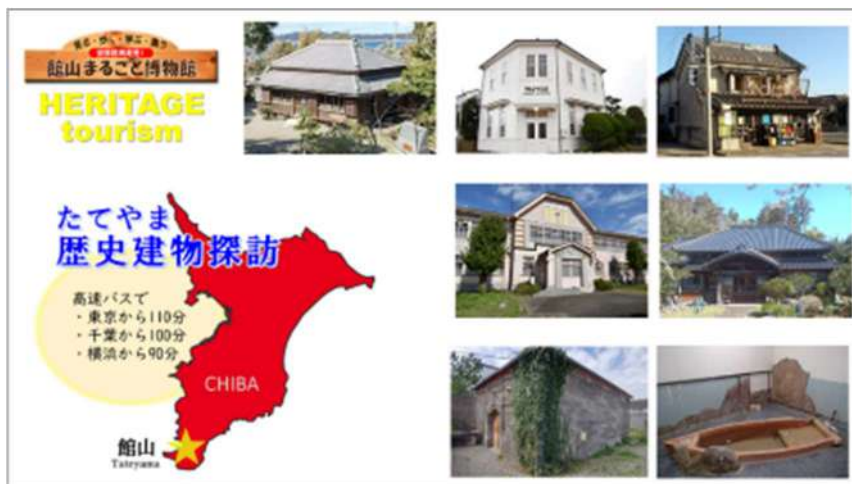 館山まるごと博物館
HERITAGE
tourism
たてやま
歴史建物探訪
高速バスで
・東京から110分
・千葉から100分
・横浜から90分
CHIBA
館山
Tateyama